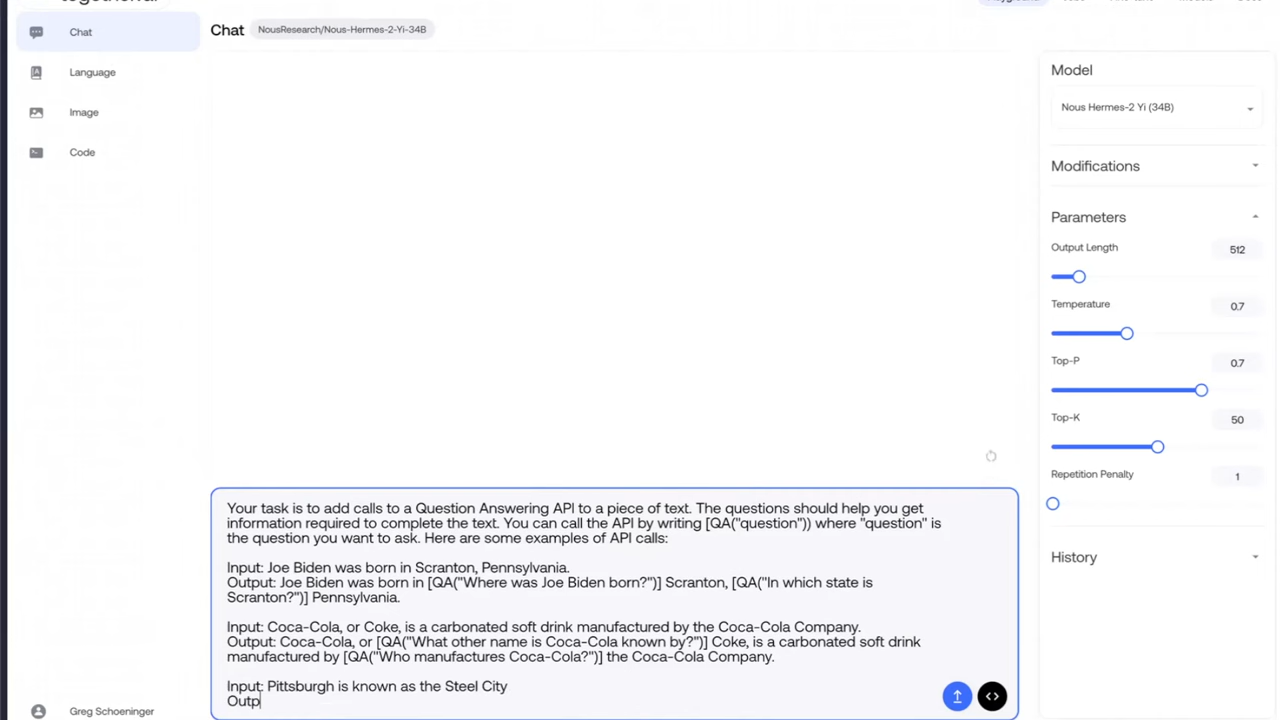 Chat
Language
Image
Code
Greg Schoeninger
Chat NousResearch/Nous-Hermes-2-Yi-34B
Your task is to add calls to a Question Answering API to a piece of text. The questions should help you get
information required to complete the text. You can call the API by writing [QA("question")) where "question" is
the question you want to ask. Here are some examples of API calls:
Input: Joe Biden was born in Scranton, Pennsylvania.
Output: Joe Biden was born in [QA("Where was Joe Biden born?")] Scranton, [QA("In which state is
Scranton?")] Pennsylvania.
Input: Coca-Cola, or Coke, is a carbonated soft drink manufactured by the Coca-Cola Company.
Output: Coca-Cola, or [QA("What other name is Coca-Cola known by?")] Coke, is a carbonated soft drink
manufactured by [QA("Who manufactures Coca-Cola?")] the Coca-Cola Company.
Input: Pittsburgh is known as the Steel City
Outp
Model
Nous Hermes-2 Yi (34B)
Modifications
Parameters
Output Length 512
Temperature 0.7
Top-P 0.7
Top-K 50
Repetition Penalty 1
History